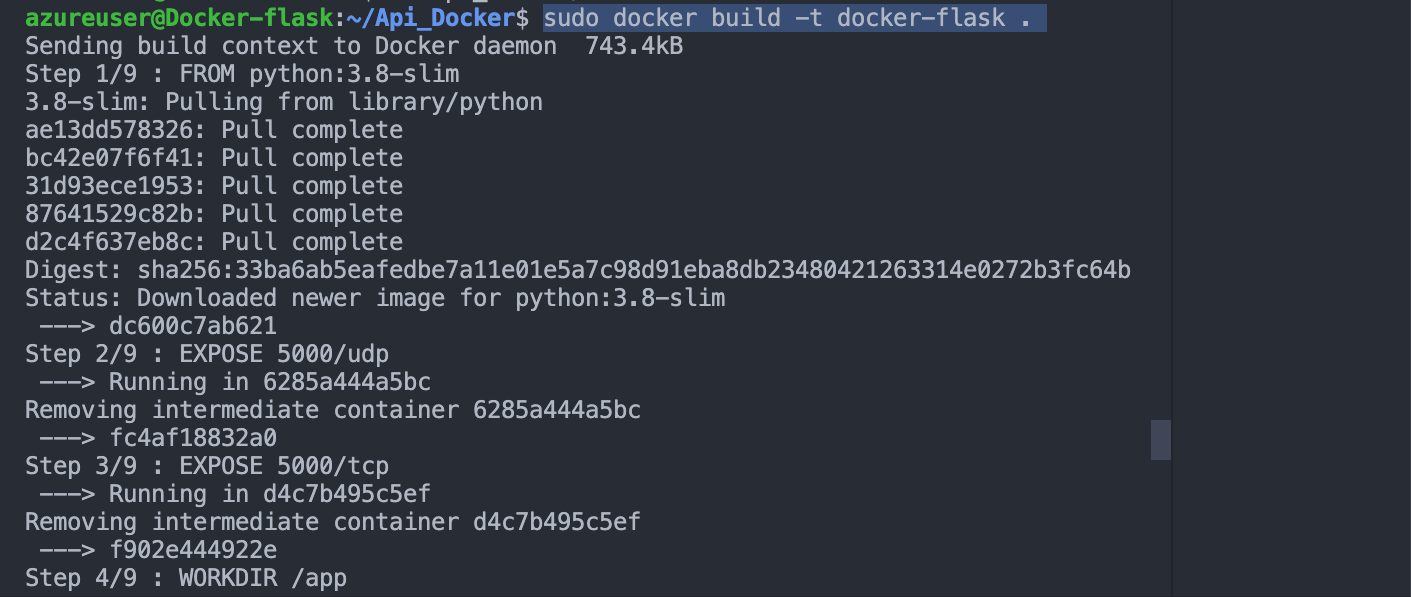 azureuser@Docker-flask:~/Api_Docker$ sudo docker build -t docker-flask .
Sending build context to Docker daemon  743.4kB
Step 1/9 : FROM python:3.8-slim
3.8-slim: Pulling from library/python
ae13dd578326: Pull complete
bc42e07f6f41: Pull complete
31d93ece1953: Pull complete
87641529c82b: Pull complete
d2c4f637eb8c: Pull complete
Digest: sha256:33ba6ab5eafedbe7a11e01e5a7c98d91eba8db23480421263314e0272b3fc64b
Status: Downloaded newer image for python:3.8-slim
 ---> dc600c7ab621
Step 2/9 : EXPOSE 5000/udp
 ---> Running in 6285a444a5bc
Removing intermediate container 6285a444a5bc
 ---> fc4af18832a0
Step 3/9 : EXPOSE 5000/tcp
 ---> Running in d4c7b495c5ef
Removing intermediate container d4c7b495c5ef
 ---> f902e444922e
Step 4/9 : WORKDIR /app